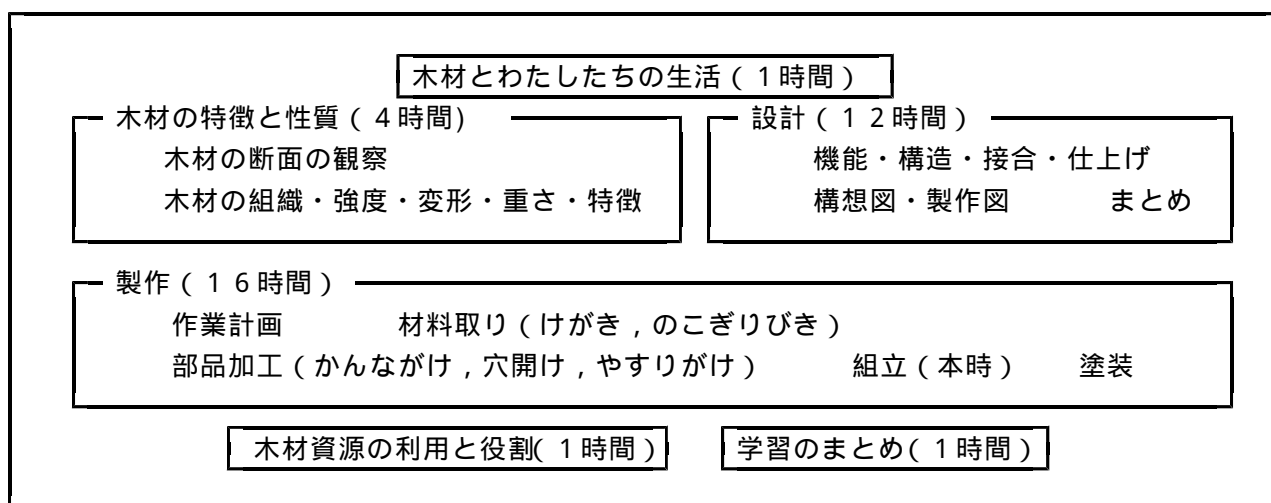 木材とわたしたちの生活(1時間)
木材の特徴と性質(4時間)
木材の断面の観察
木材の組織・強度・変形・重さ・特徴
設計(12時間)
機能・構造・接合・仕上げ
構想図・製作図 まとめ
製作(16時間)
作業計画 材料取り(けがき,のこぎりびき)
部品加工(かんながけ,穴開け,やすりがけ) 組立(本時) 塗装
木材資源の利用と役割(1時間)
学習のまとめ(1時間)